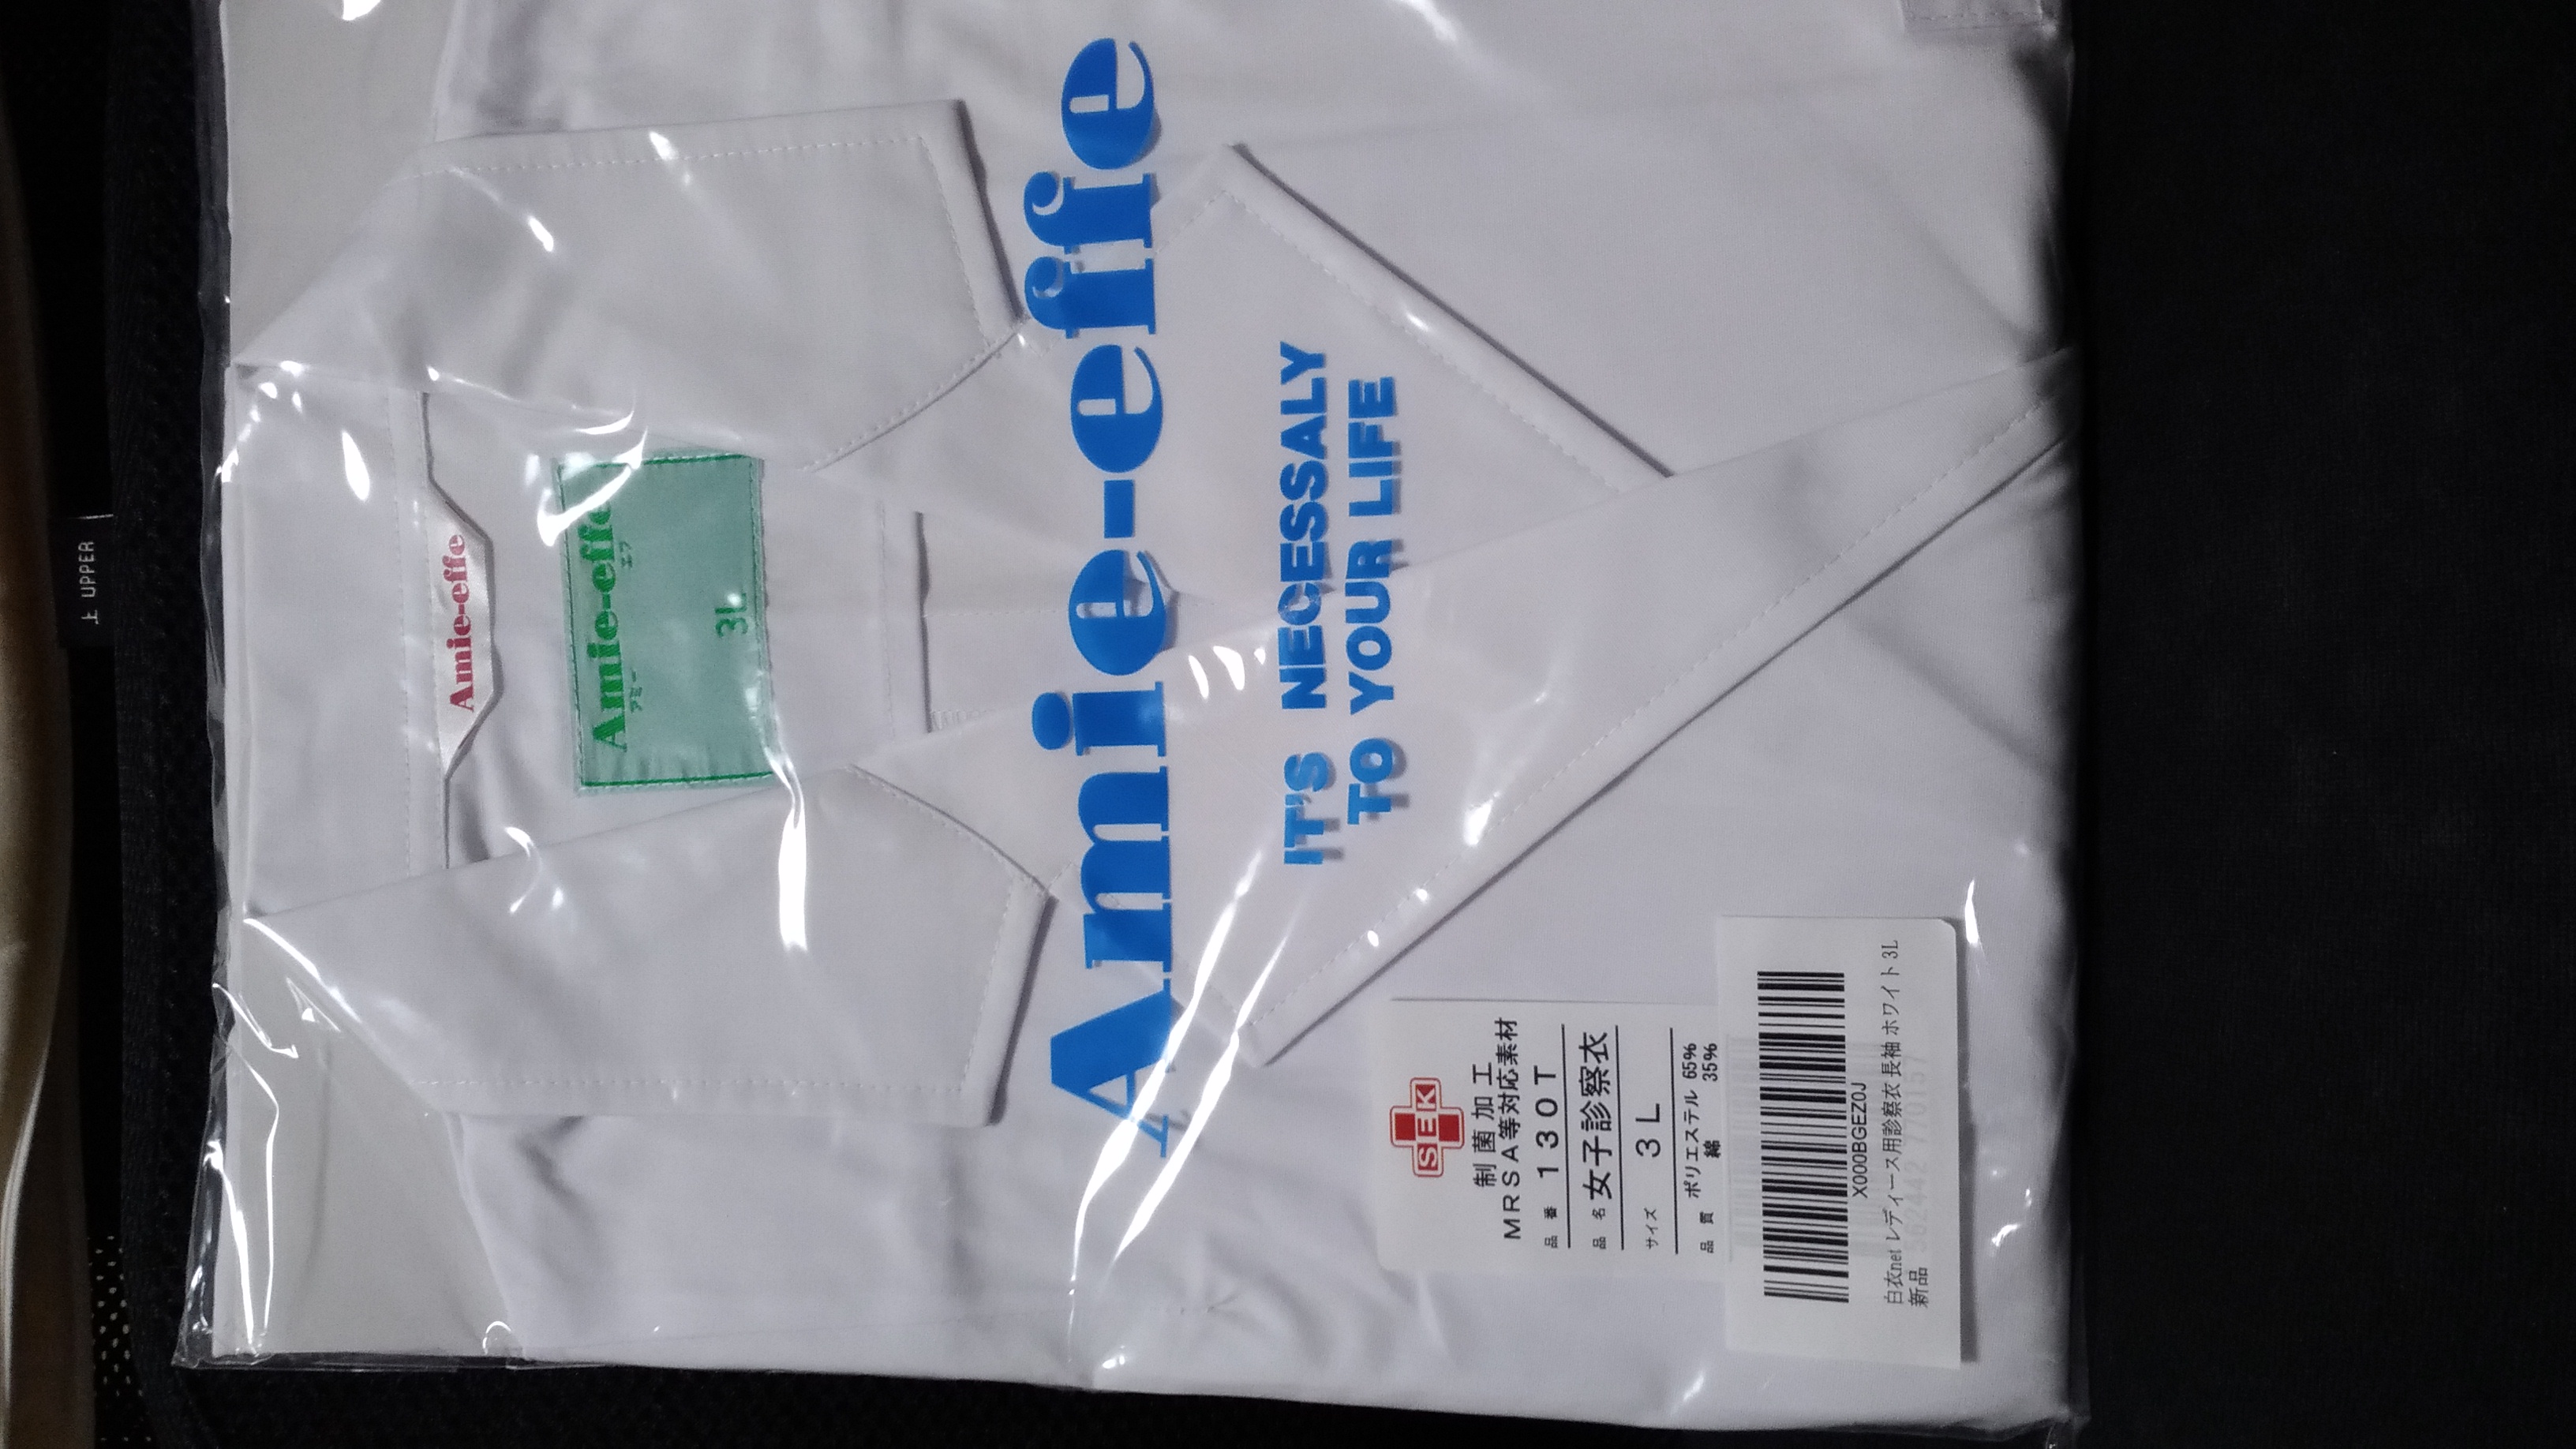 上 UPPER
Amie-effe
Amie-effe
アミー エフ
3L
Amie-effe
IT'S NECESSALY
TO YOUR LIFE
SEK
制菌加工
MRSA等対応素材
品番 130T
品名 女子診察衣
サイズ 3L
品質 ポリエステル 65%
綿 35%
X000BGEZ0J
白衣net レディース用診察衣 長袖 ホワイト 3L
新品